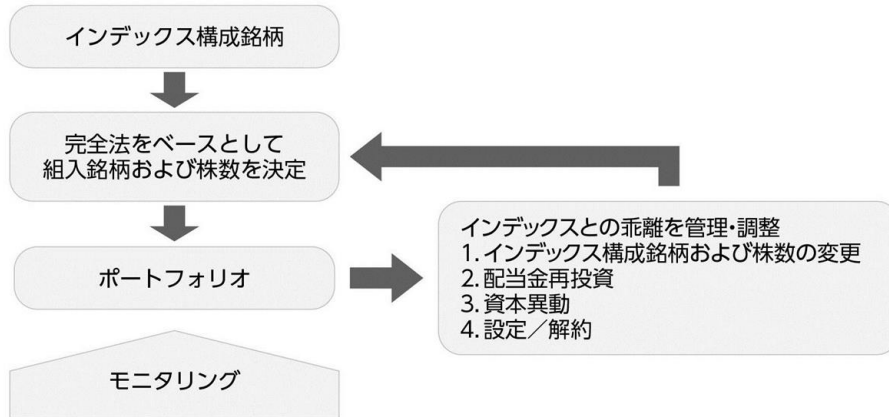 インデックス構成銘柄
完全法をベースとして
組入銘柄および株数を決定
ポートフォリオ
インデックスとの乖離を管理・調整
1. インデックス構成銘柄および株数の変更
2. 配当金再投資
3. 資本異動
4. 設定／解約
モニタリング